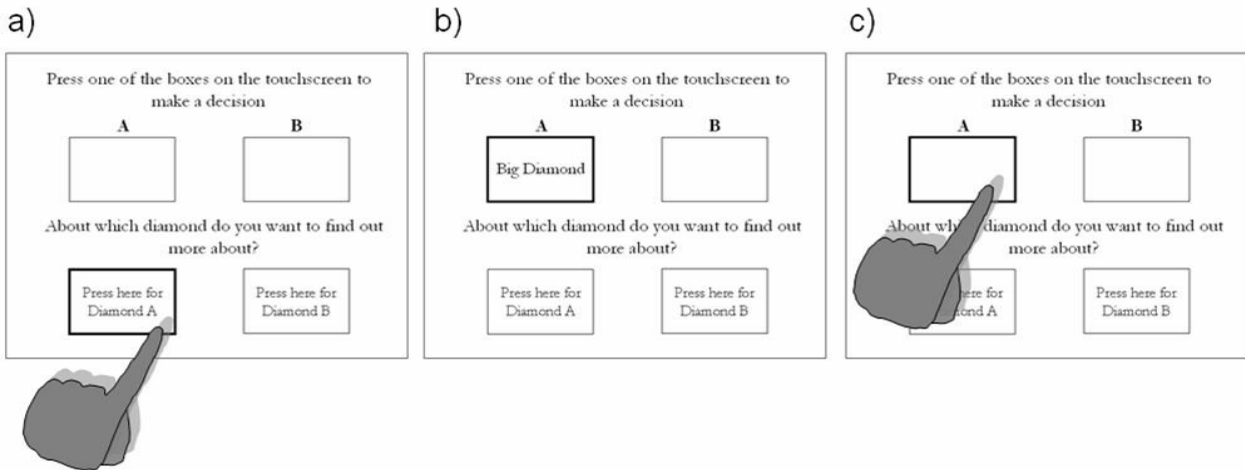 a)
Press one of the boxes on the touchscreen to
make a decision
A
B
About which diamond do you want to find out
more about?
Press here for
Diamond A
Press here for
Diamond B
b)
Press one of the boxes on the touchscreen to
make a decision
A
B
Big Diamond
About which diamond do you want to find out
more about?
Press here for
Diamond A
Press here for
Diamond B
c)
Press one of the boxes on the touchscreen to
make a decision
A
B
About which diamond do you want to find out
more about?
here for
A
Press here for
Diamond B